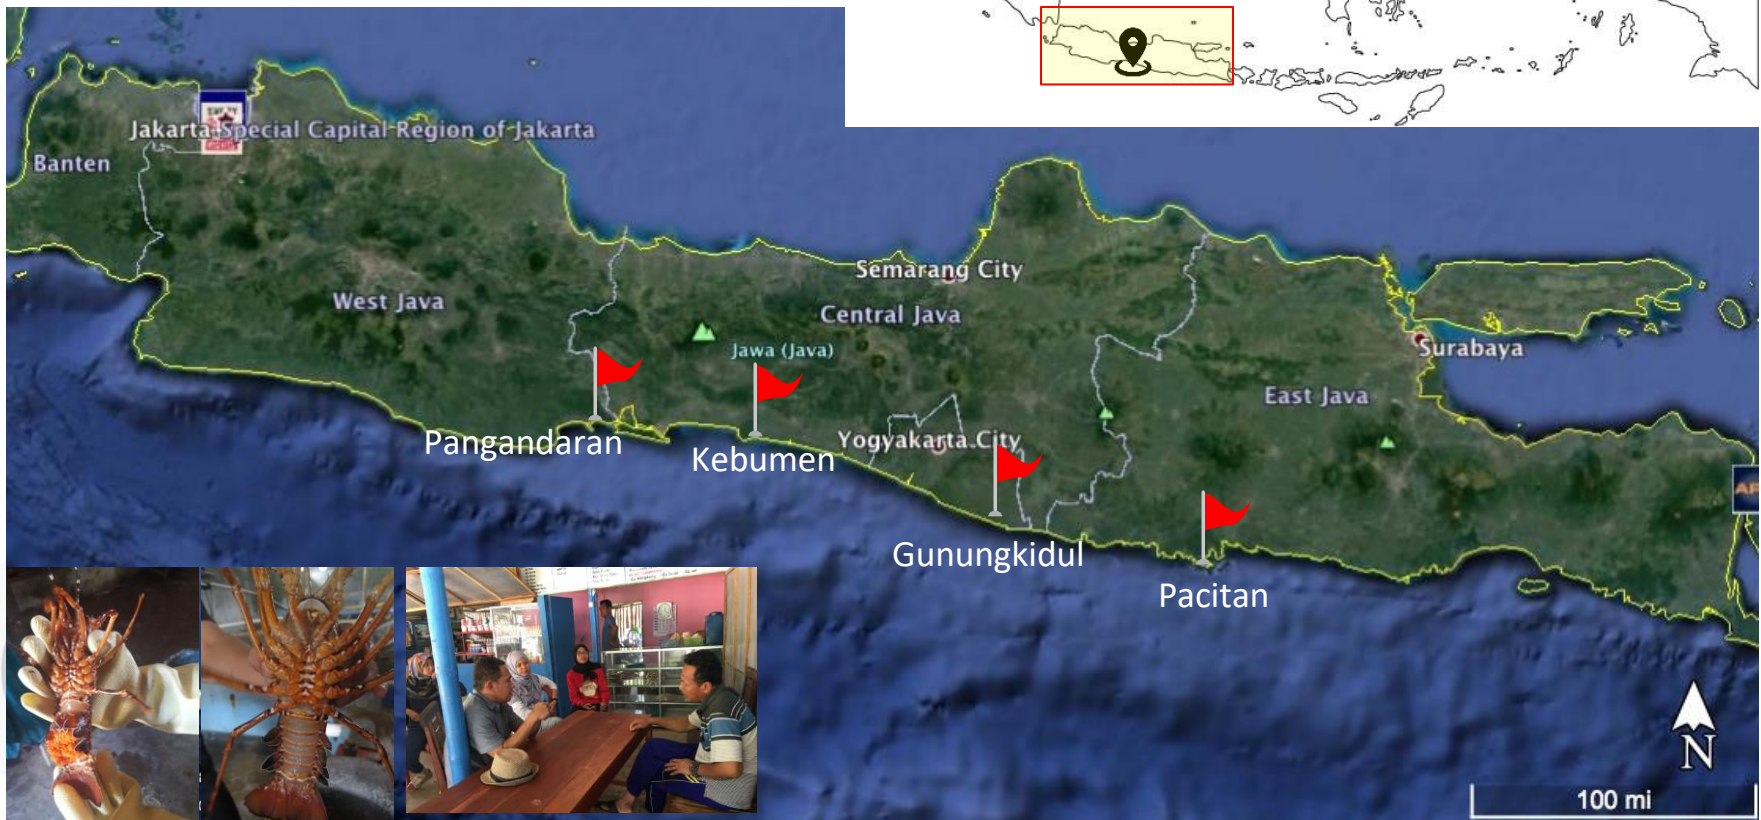 Jakarta Special Capital Region of Jakarta
Banten
Semarang City
West Java
Central Java
Jawa (Java)
Surabaya
East Java
Pangandaran
Kebumen
Yogyakarta City
Gunungkidul
Pacitan
N
100 mi